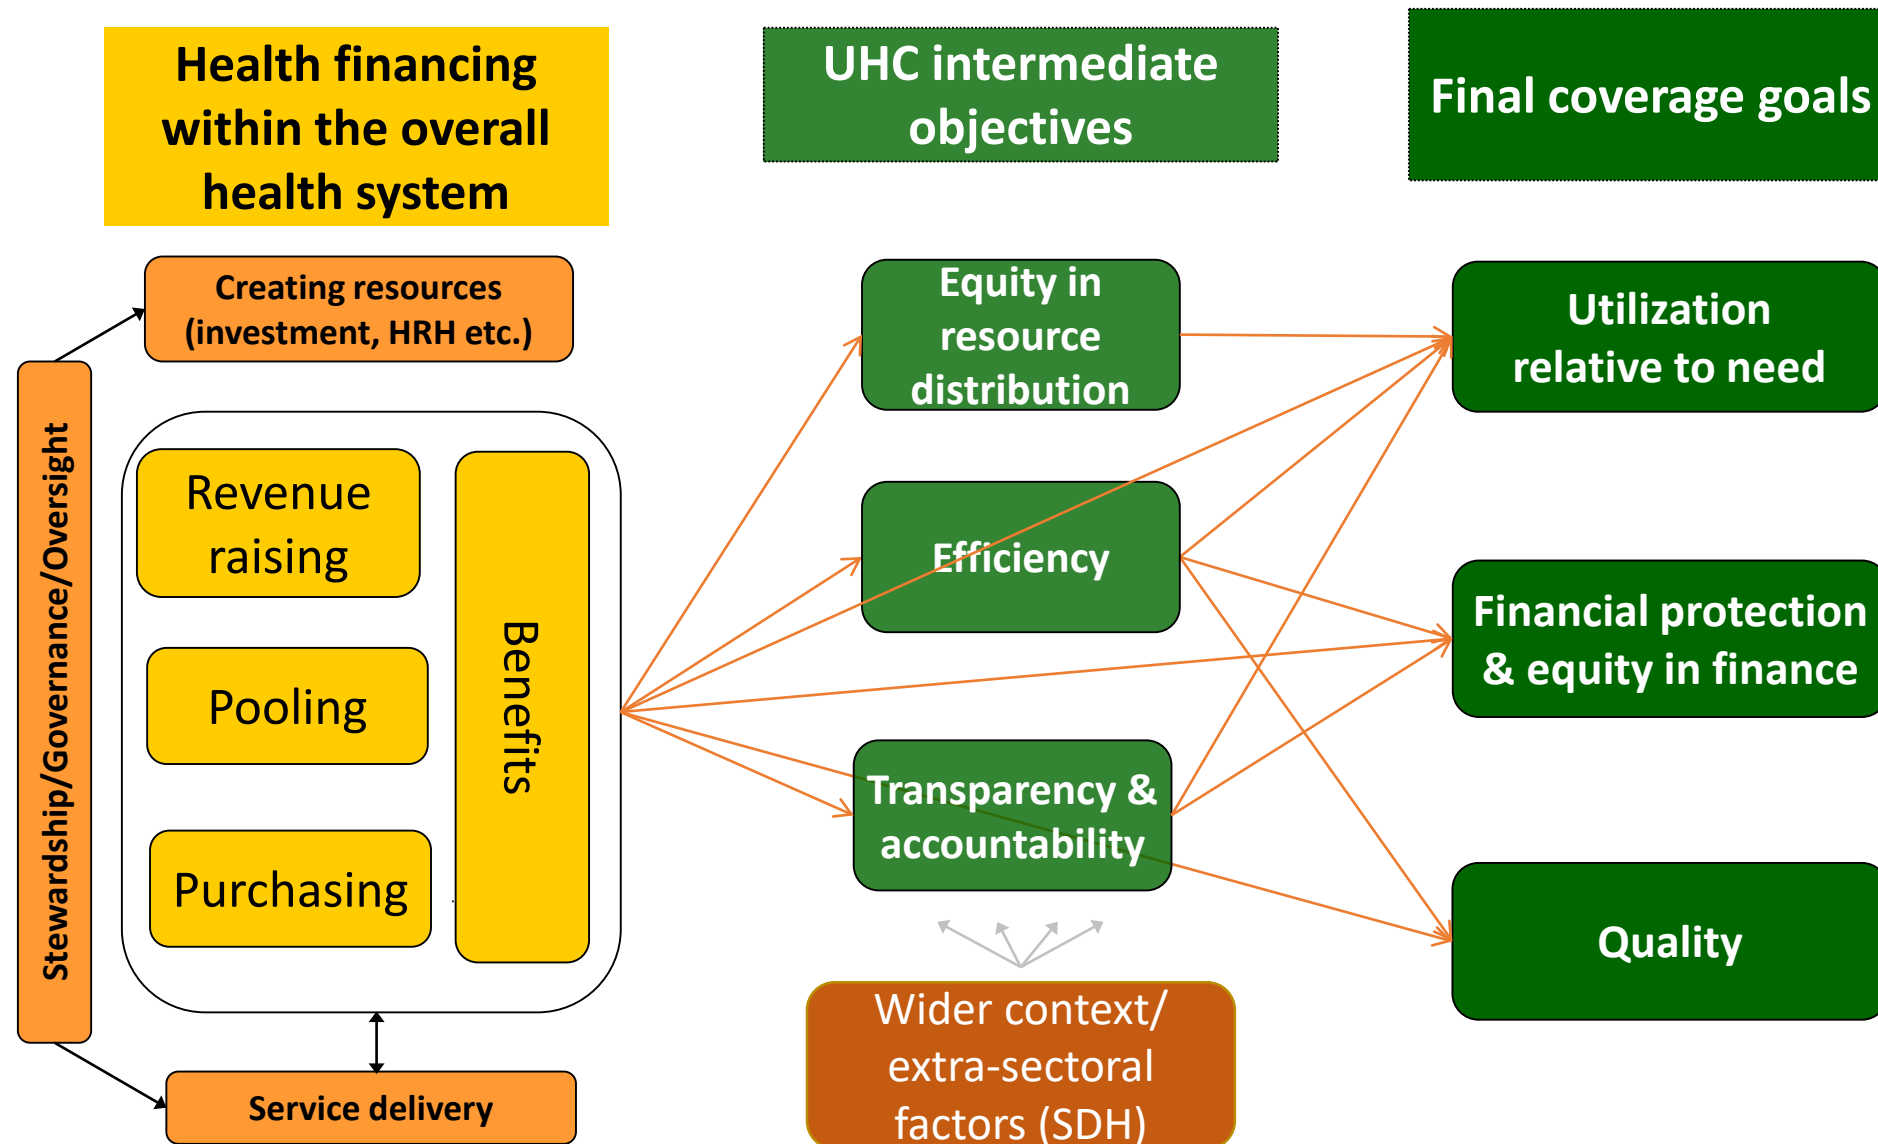 Health financing
within the overall
health system
UHC intermediate
objectives
Final coverage goals
Creating resources
(investment, HRH etc.)
Stewardship/Governance/Oversight
Revenue
raising
Pooling
Purchasing
Benefits
Service delivery
Equity in
resource
distribution
Efficiency
Transparency &
accountability
Wider context/
extra-sectoral
factors (SDH)
Utilization
relative to need
Financial protection
& equity in finance
Quality